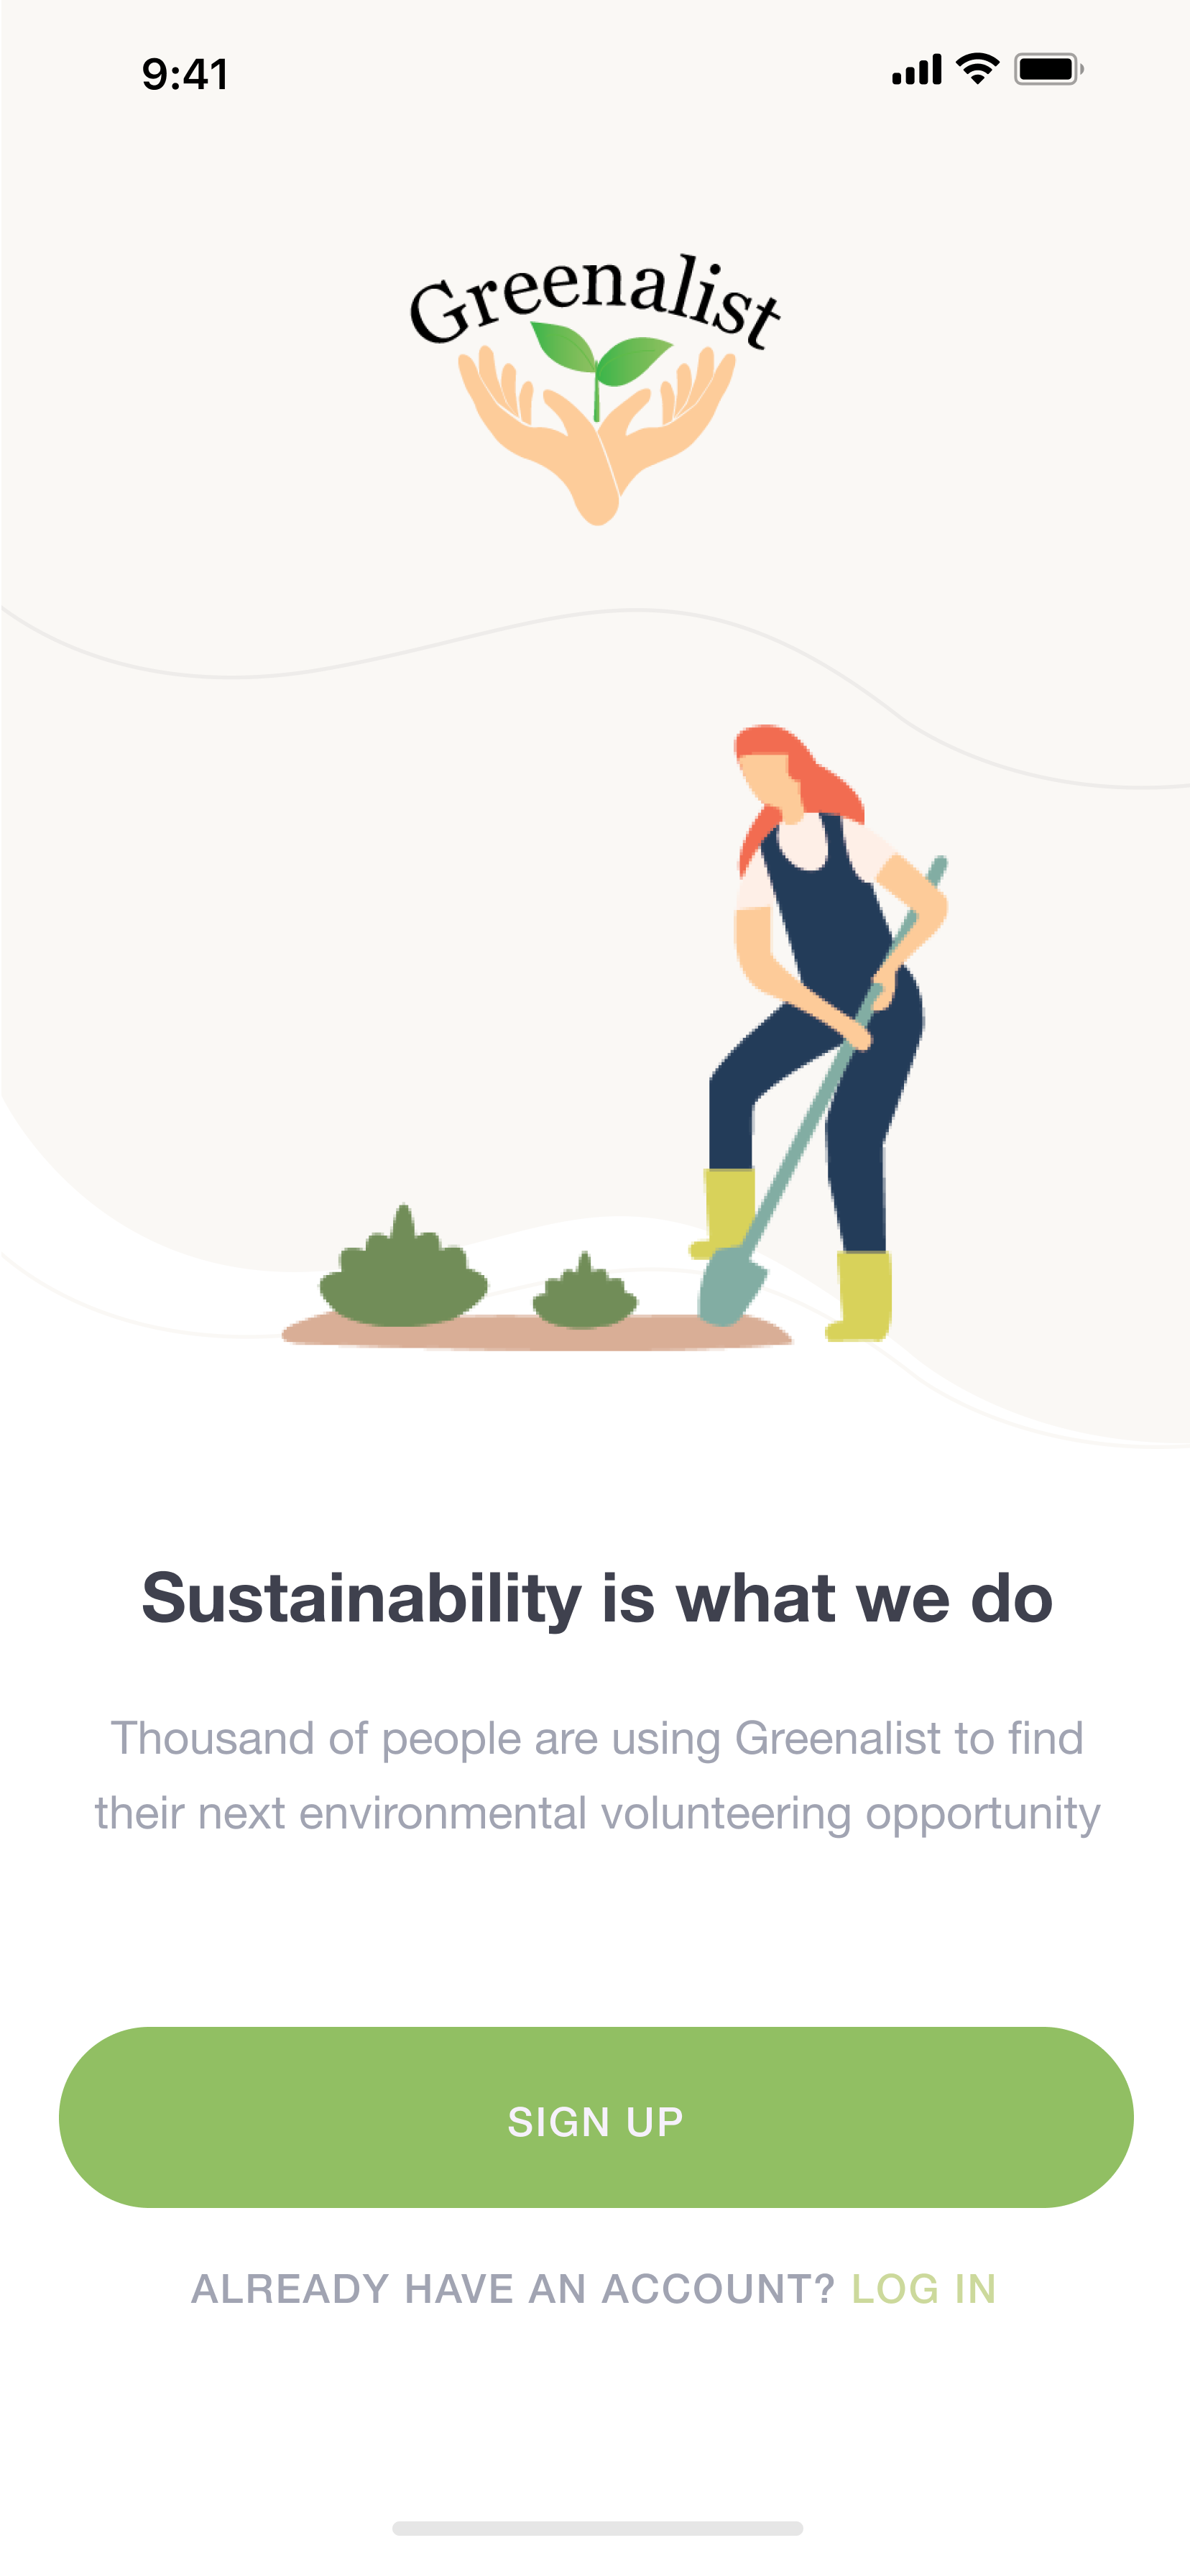 9:41
Greenalist
Sustainability is what we do
Thousand of people are using Greenalist to find
their next environmental volunteering opportunity
SIGN UP
ALREADY HAVE AN ACCOUNT? LOG IN